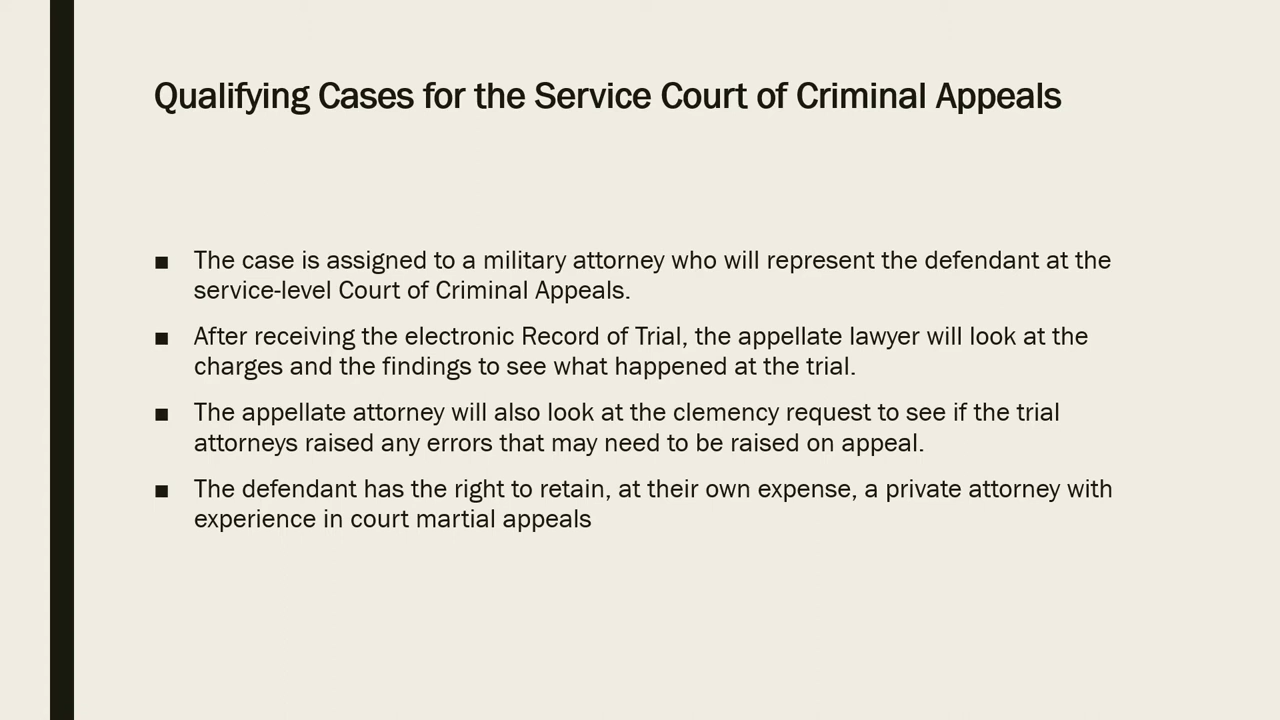 Qualifying Cases for the Service Court of Criminal Appeals
■ The case is assigned to a military attorney who will represent the defendant at the
service-level Court of Criminal Appeals.
■ After receiving the electronic Record of Trial, the appellate lawyer will look at the
charges and the findings to see what happened at the trial.
■ The appellate attorney will also look at the clemency request to see if the trial
attorneys raised any errors that may need to be raised on appeal.
■ The defendant has the right to retain, at their own expense, a private attorney with
experience in court martial appeals